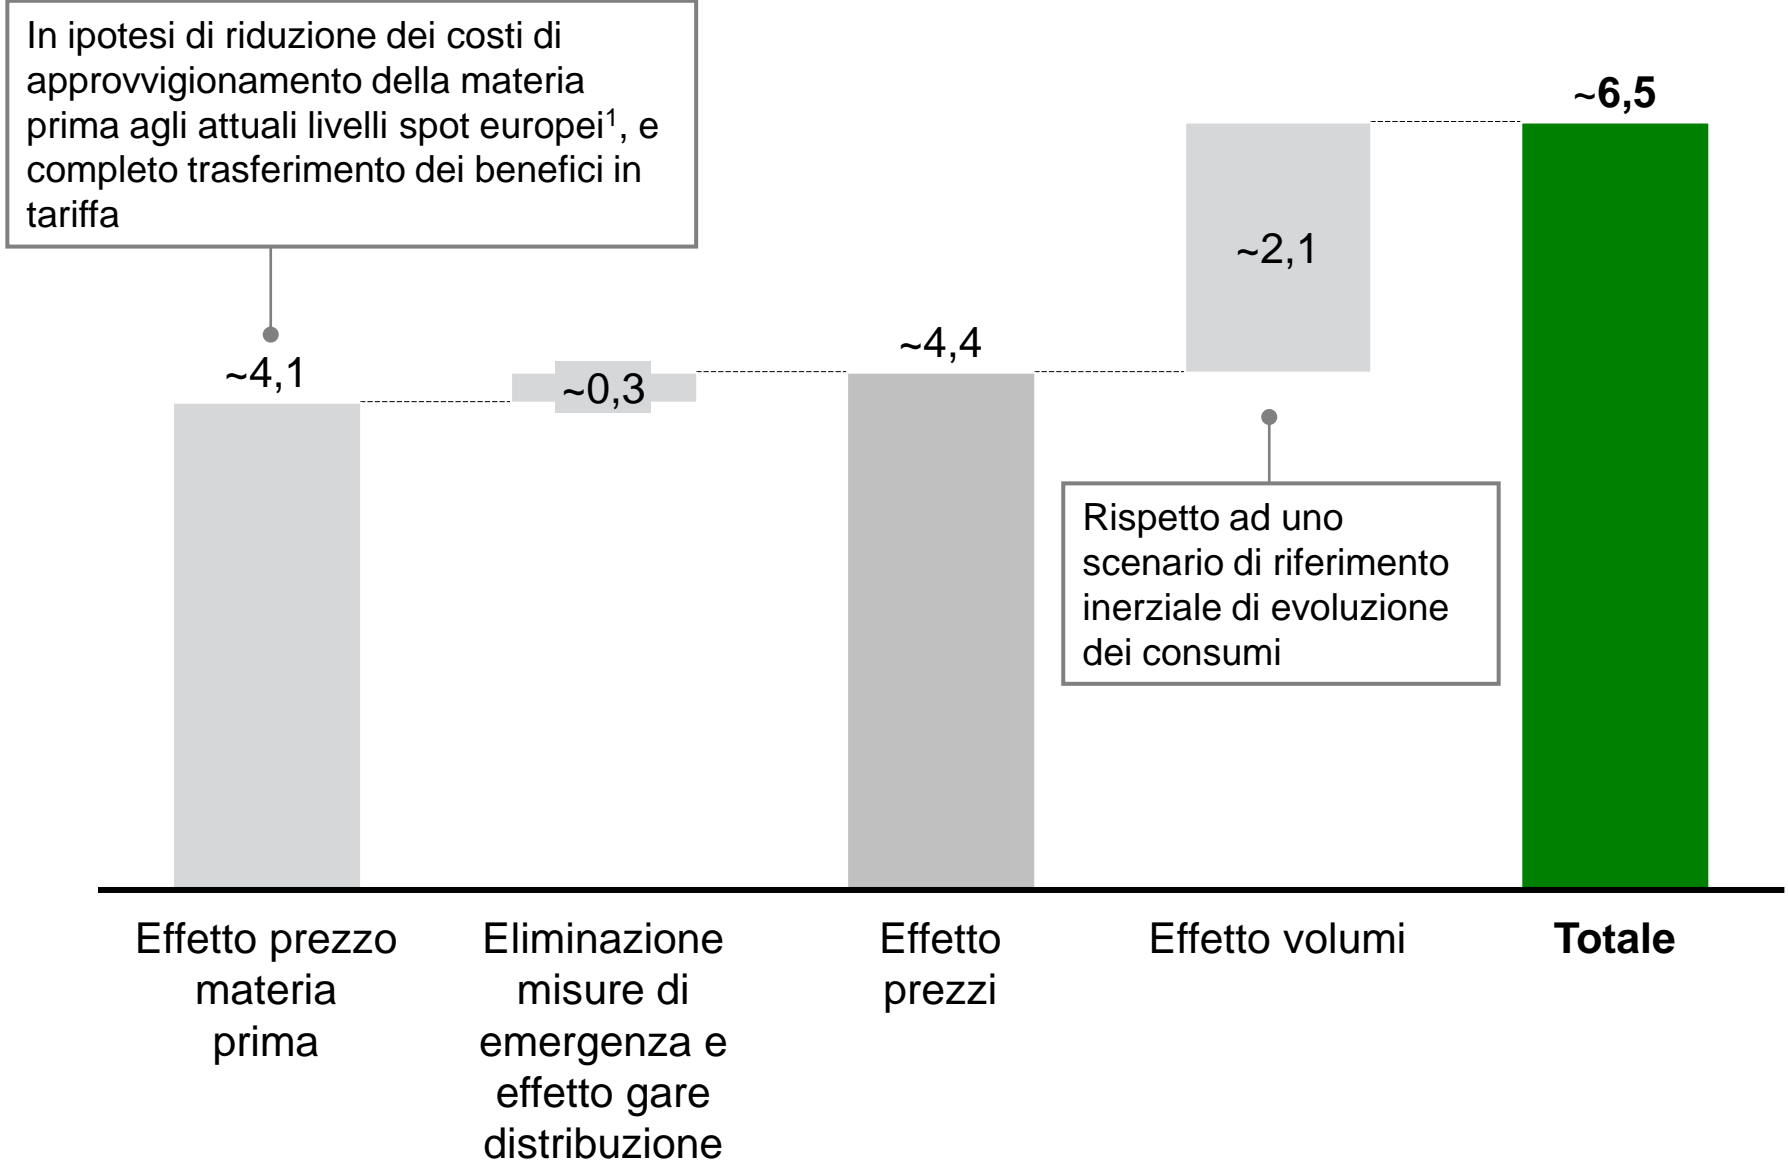 In ipotesi di riduzione dei costi di
approvvigionamento della materia
prima agli attuali livelli spot europei¹, e
completo trasferimento dei benefici in
tariffa
~6,5
~2,1
~4,4
~4,1
~0,3
Rispetto ad uno
scenario di riferimento
inerziale di evoluzione
dei consumi
Effetto prezzo
materia
prima
Eliminazione
misure di
emergenza e
effetto gare
distribuzione
Effetto
prezzi
Effetto volumi
Totale